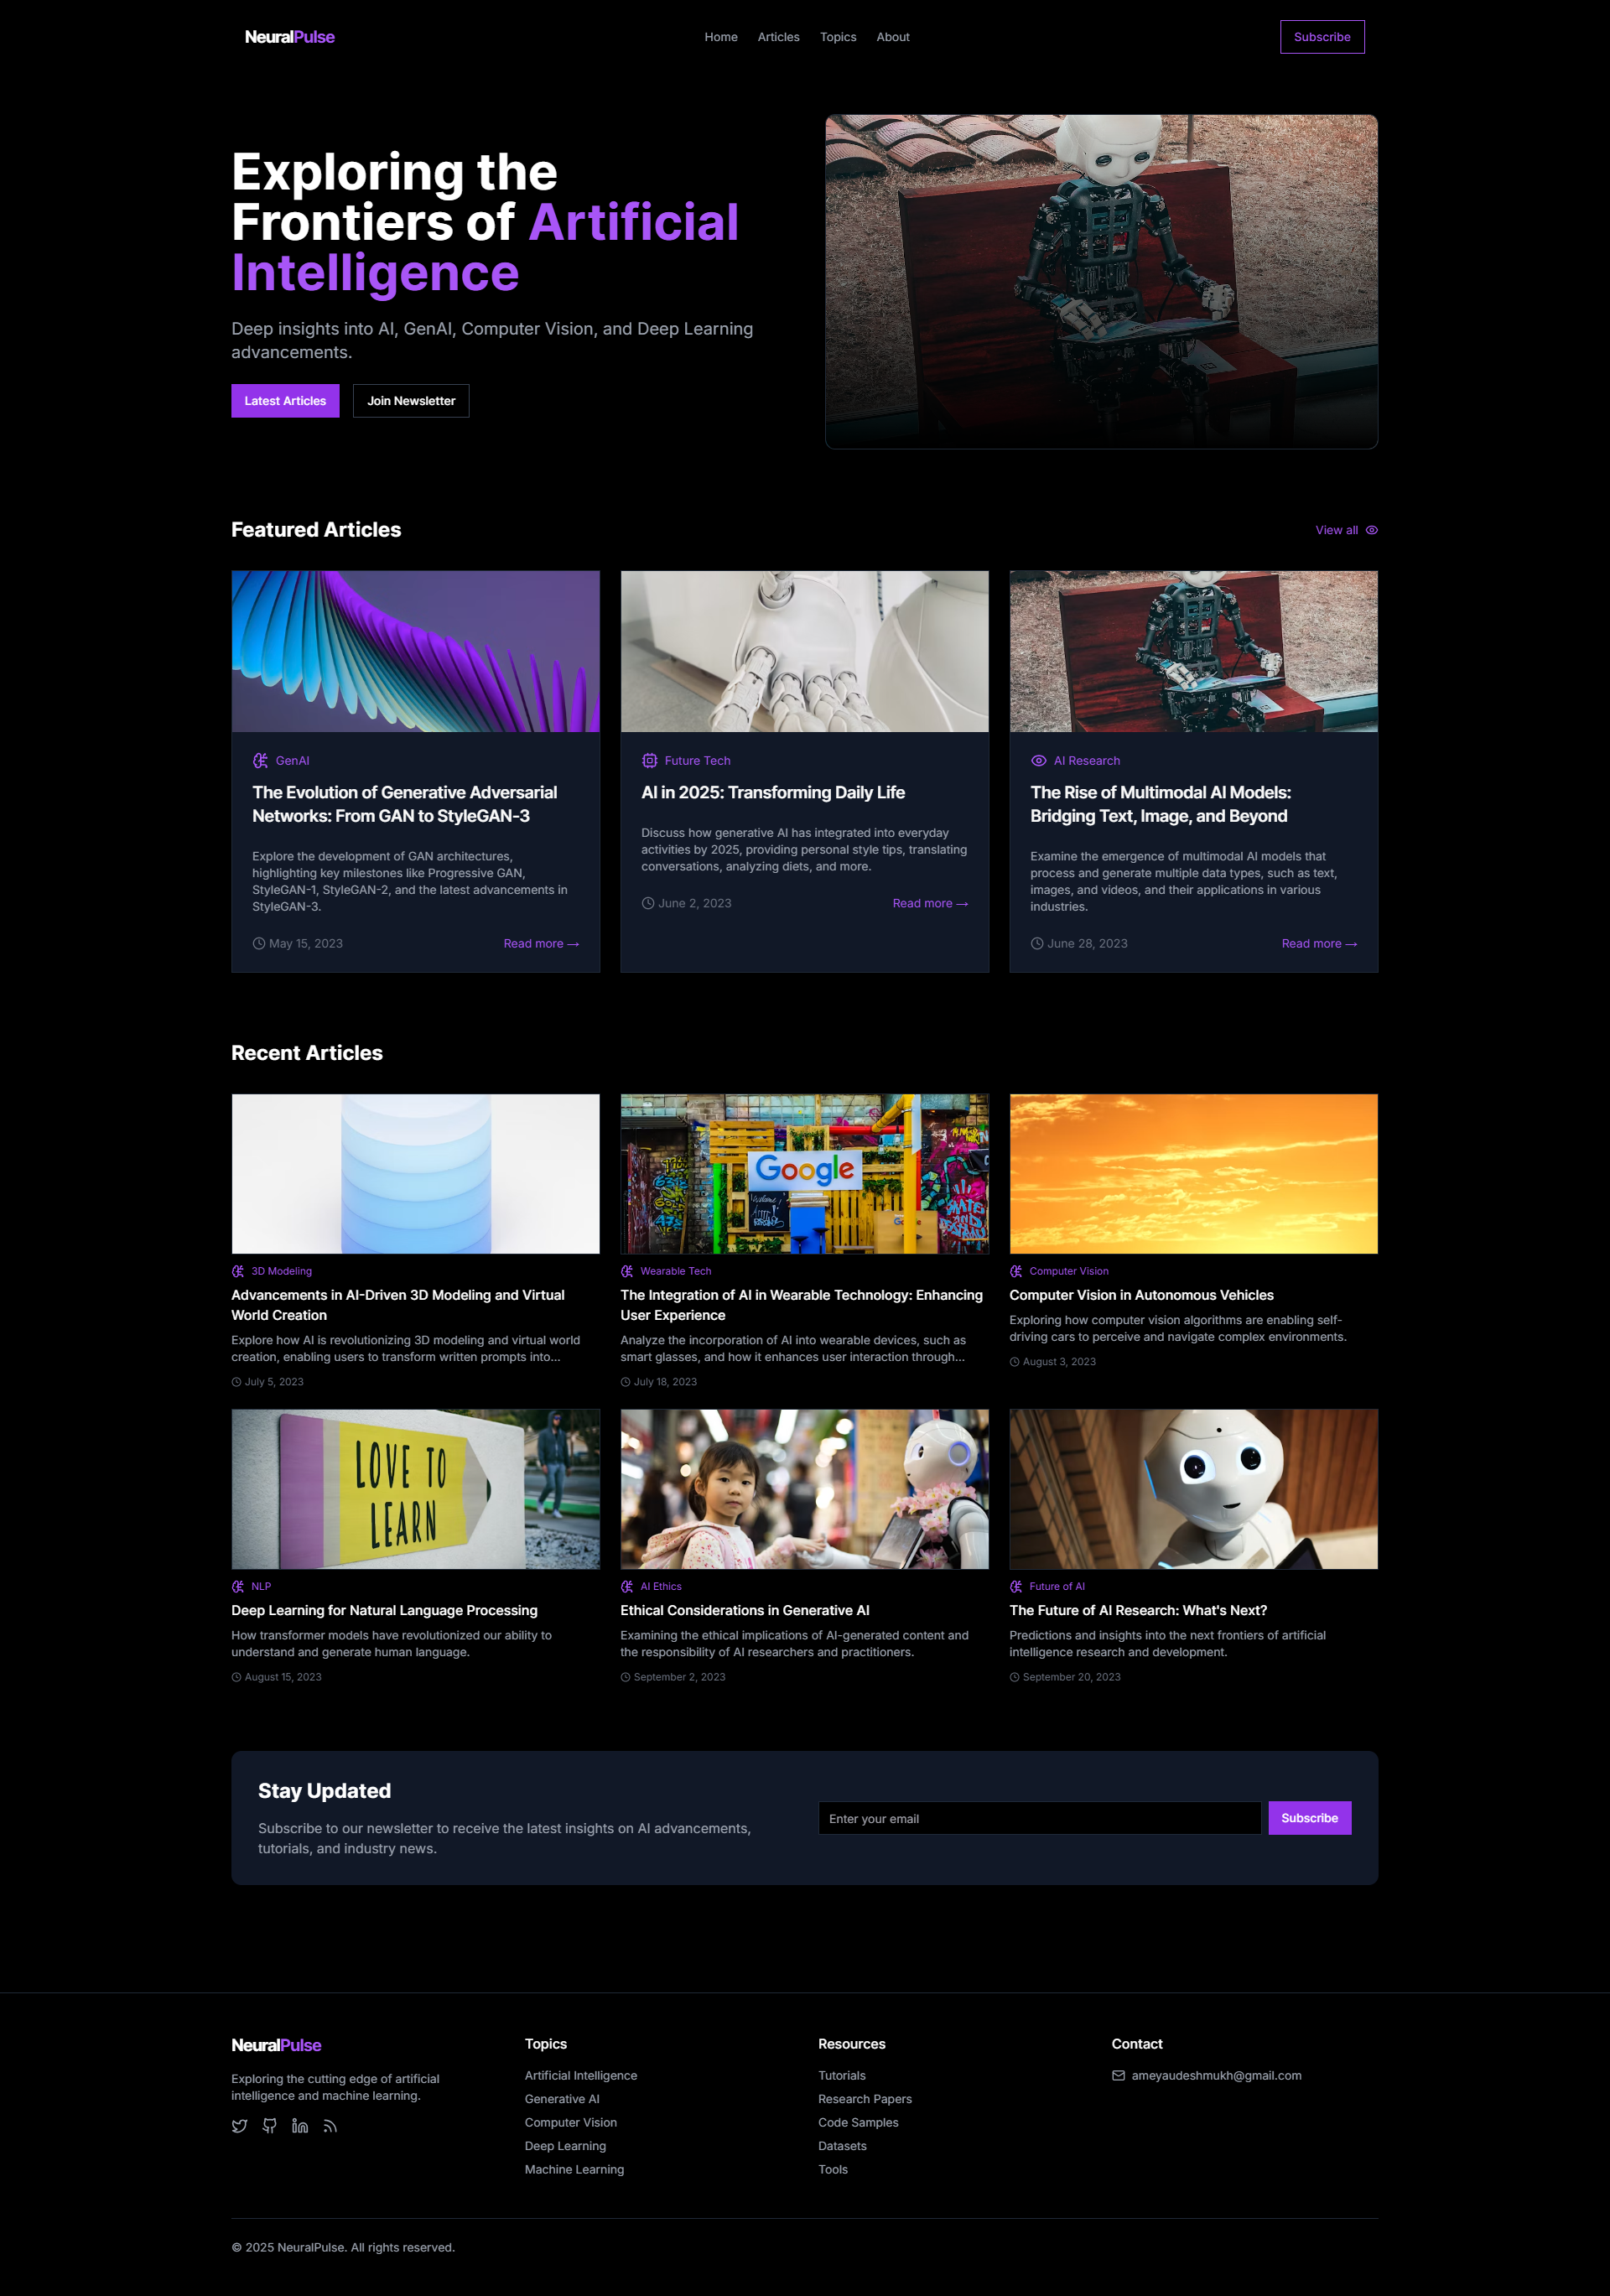 NeuralPulse
Home Articles Topics About
Subscribe
Exploring the
Frontiers of Artificial
Intelligence
Deep insights into AI, GenAI, Computer Vision, and Deep Learning
advancements.
Latest Articles
Join Newsletter
Featured Articles
View all
GenAI
The Evolution of Generative Adversarial
Networks: From GAN to StyleGAN-3
Explore the development of GAN architectures,
highlighting key milestones like Progressive GAN,
StyleGAN-1, StyleGAN-2, and the latest advancements in
StyleGAN-3.
May 15, 2023
Read more →
Future Tech
AI in 2025: Transforming Daily Life
Discuss how generative AI has integrated into everyday
activities by 2025, providing personal style tips, translating
conversations, analyzing diets, and more.
June 2, 2023
Read more →
AI Research
The Rise of Multimodal AI Models:
Bridging Text, Image, and Beyond
Examine the emergence of multimodal AI models that
process and generate multiple data types, such as text,
images, and videos, and their applications in various
industries.
June 28, 2023
Read more →
Recent Articles
3D Modeling
Advancements in AI-Driven 3D Modeling and Virtual
World Creation
Explore how AI is revolutionizing 3D modeling and virtual world
creation, enabling users to transform written prompts into...
July 5, 2023
Google
Wearable Tech
The Integration of AI in Wearable Technology: Enhancing
User Experience
Analyze the incorporation of AI into wearable devices, such as
smart glasses, and how it enhances user interaction through...
July 18, 2023
Computer Vision
Computer Vision in Autonomous Vehicles
Exploring how computer vision algorithms are enabling self-
driving cars to perceive and navigate complex environments.
August 3, 2023
LOVE TO
LEARN
NLP
Deep Learning for Natural Language Processing
How transformer models have revolutionized our ability to
understand and generate human language.
August 15, 2023
AI Ethics
Ethical Considerations in Generative AI
Examining the ethical implications of AI-generated content and
the responsibility of AI researchers and practitioners.
September 2, 2023
Future of AI
The Future of AI Research: What's Next?
Predictions and insights into the next frontiers of artificial
intelligence research and development.
September 20, 2023
Stay Updated
Subscribe to our newsletter to receive the latest insights on AI advancements,
tutorials, and industry news.
Enter your email
Subscribe
NeuralPulse
Exploring the cutting edge of artificial
intelligence and machine learning.
Topics
Artificial Intelligence
Generative AI
Computer Vision
Deep Learning
Machine Learning
Resources
Tutorials
Research Papers
Code Samples
Datasets
Tools
Contact
ameyaudeshmukh@gmail.com
© 2025 NeuralPulse. All rights reserved.